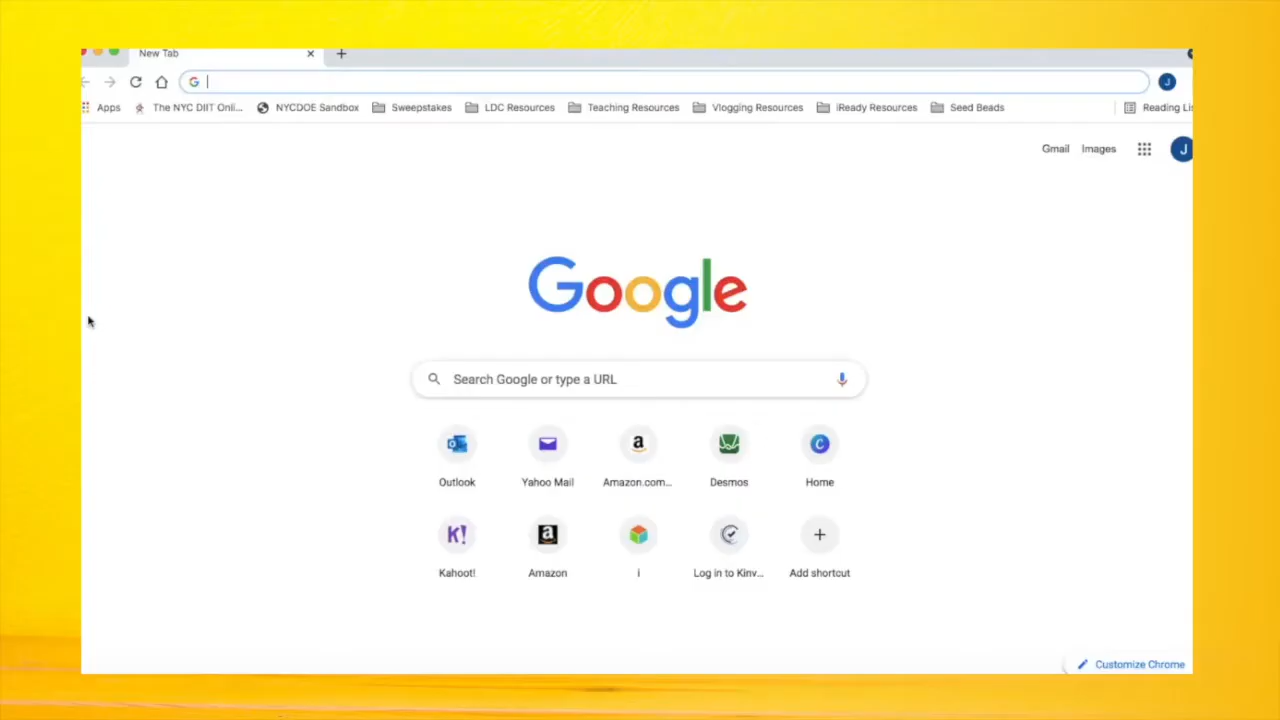 New Tab
Apps The NYC DIIT Onli... NYCDOE Sandbox Sweepstakes LDC Resources Teaching Resources Vlogging Resources iReady Resources Seed Beads Reading Lis
J
Gmail Images J
Google
Search Google or type a URL
Outlook Yahoo Mail Amazon.com... Desmos Home
Kahoot! Amazon i Log in to Kinv... Add shortcut
Customize Chrome